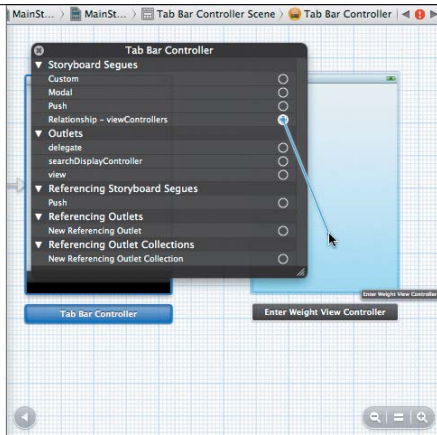 MainSt... MainSt... Tab Bar Controller Scene Tab Bar Controller
Tab Bar Controller
Storyboard Segues
Custom
Modal
Push
Relationship – viewControllers
Outlets
delegate
searchDisplayController
view
Referencing Storyboard Segues
Push
Referencing Outlets
New Referencing Outlet
Referencing Outlet Collections
New Referencing Outlet Collection
Enter Weight View Controller
Tab Bar Controller
Enter Weight View Controller